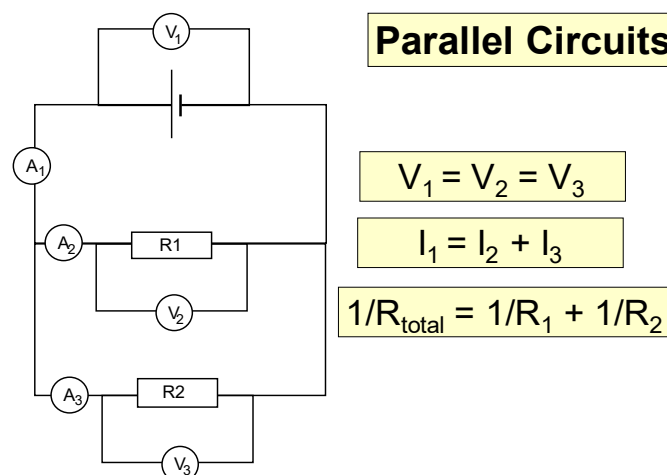 V₁
Parallel Circuits
A₁
V₁ = V₂ = V₃
A₂
R1
I₁ = I₂ + I₃
V₂
1/Rₜₒₜₐₗ = 1/R₁ + 1/R₂
A₃
R2
V₃